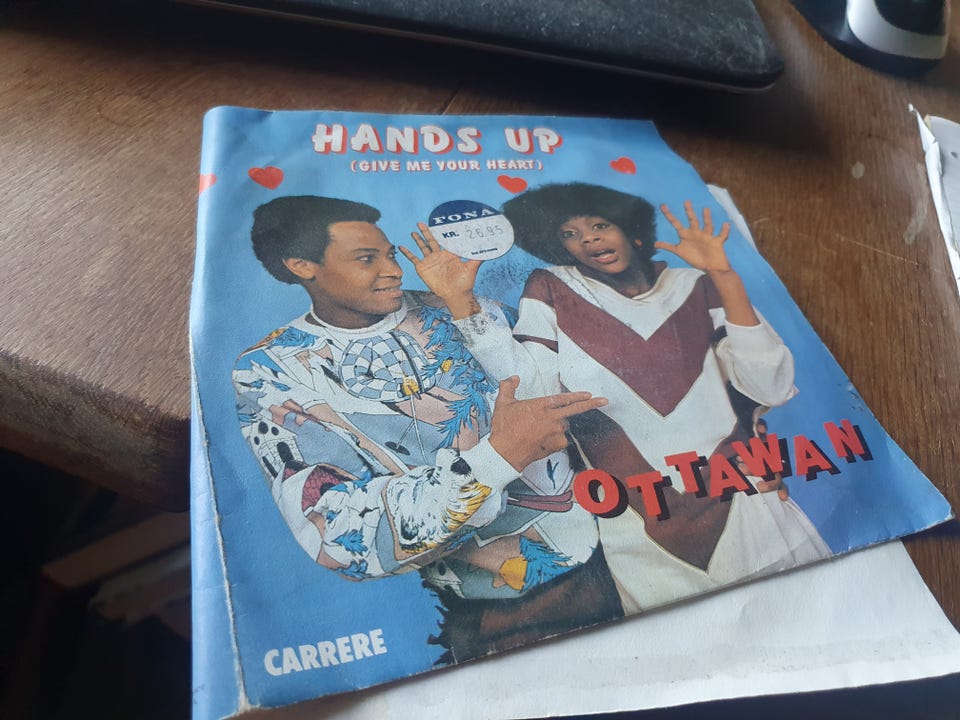 HANDS UP
(GIVE ME YOUR HEART)
FONA
KR. 26.95
OTTAWAN
CARRERE